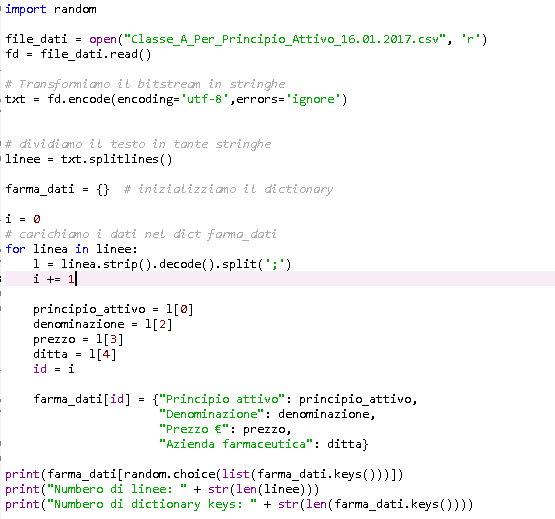 import random
file_dati = open("Classe_A_Per_Principio_Attivo_16.01.2017.csv", 'r')
fd = file_dati.read()
# Transformiamo il bitstream in stringhe
txt = fd.encode(encoding='utf-8',errors='ignore')
# dividiamo il testo in tante stringhe
linee = txt.splitlines()
farma_dati = {}  # inizializziamo il dictionary
i = 0
# carichiamo i dati nel dict farma_dati
for linea in linee:
    l = linea.strip().decode().split(';')
    i += 1
    principio_attivo = l[0]
    denominazione = l[2]
    prezzo = l[3]
    ditta = l[4]
    id = i
    farma_dati[id] = {"Principio attivo": principio_attivo,
                      "Denominazione": denominazione,
                      "Prezzo €": prezzo,
                      "Azienda farmaceutica": ditta}
print(farma_dati[random.choice(list(farma_dati.keys()))])
print("Numbero di linee: " + str(len(linee)))
print("Numbero di dictionary keys: " + str(len(farma_dati.keys())))